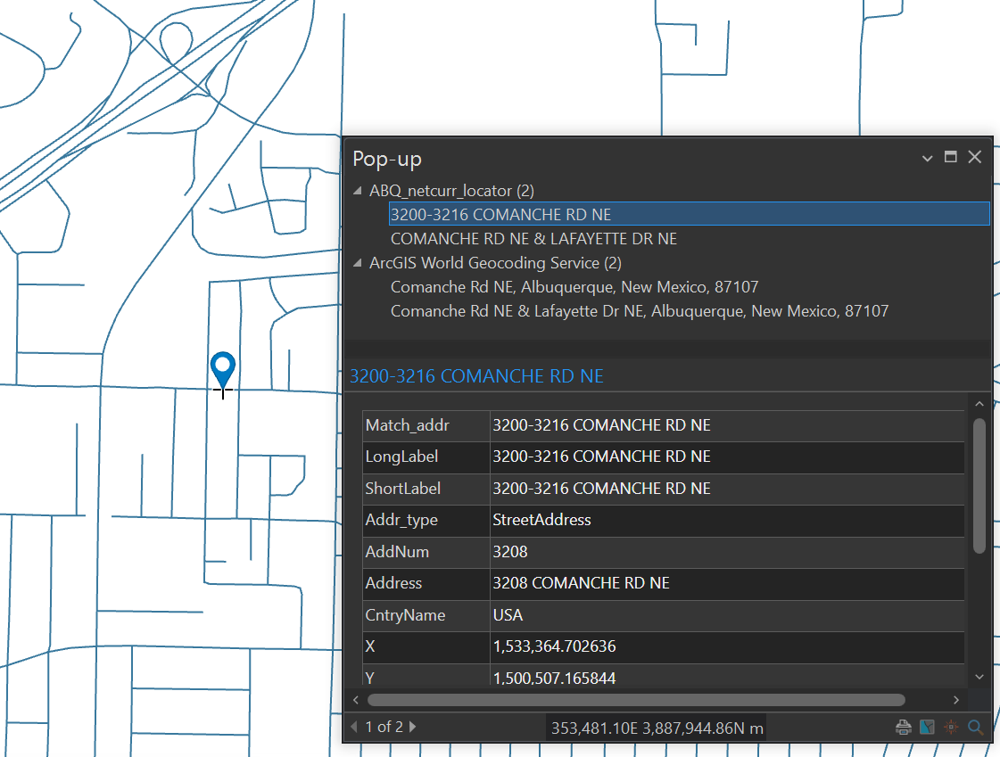 Pop-up
ABQ_netcurr_locator (2)
3200-3216 COMANCHE RD NE
COMANCHE RD NE & LAFAYETTE DR NE
ArcGIS World Geocoding Service (2)
Comanche Rd NE, Albuquerque, New Mexico, 87107
Comanche Rd NE & Lafayette Dr NE, Albuquerque, New Mexico, 87107
3200-3216 COMANCHE RD NE
Match_addr 3200-3216 COMANCHE RD NE
LongLabel 3200-3216 COMANCHE RD NE
ShortLabel 3200-3216 COMANCHE RD NE
Addr_type StreetAddress
AddNum 3208
Address 3208 COMANCHE RD NE
CntryName USA
X 1,533,364.702636
Y 1,500,507.165844
1 of 2 353,481.10E 3,887,944.86N m